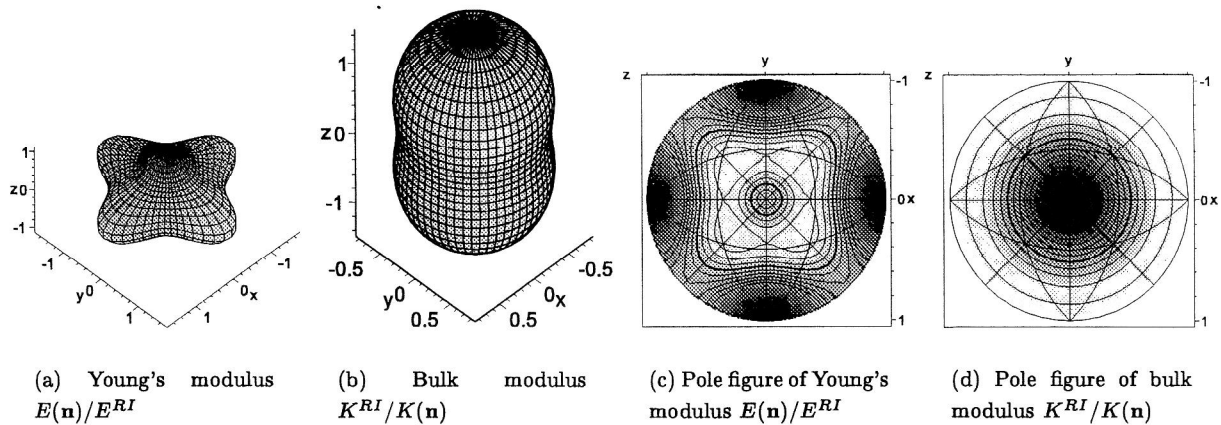 1
z0
-1
-1
y0
1
-1
0x
1
1
z0
-1
-0.5
y0
0.5
-0.5
0x
0.5
z
y
-1
0x
1
z
y
-1
0x
1
(a) Young's modulus
E(n)/E^{RI}
(b) Bulk modulus
K^{RI}/K(n)
(c) Pole figure of Young's
modulus E(n)/E^{RI}
(d) Pole figure of bulk
modulus K^{RI}/K(n)